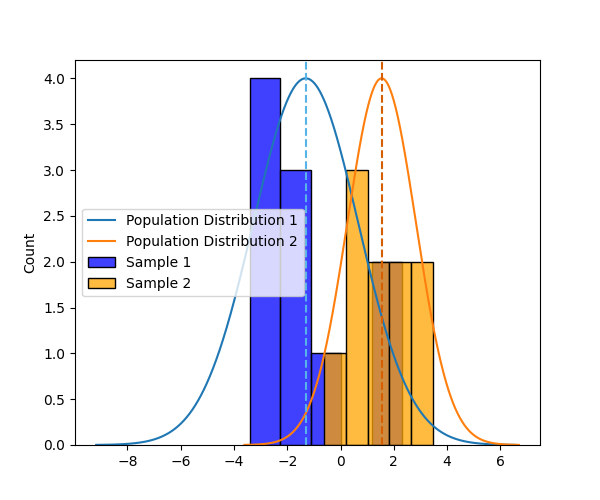 4.0
3.5
3.0
2.5
2.0
1.5
1.0
0.5
0.0
Count
Population Distribution 1
Population Distribution 2
Sample 1
Sample 2
−8 −6 −4 −2 0 2 4 6